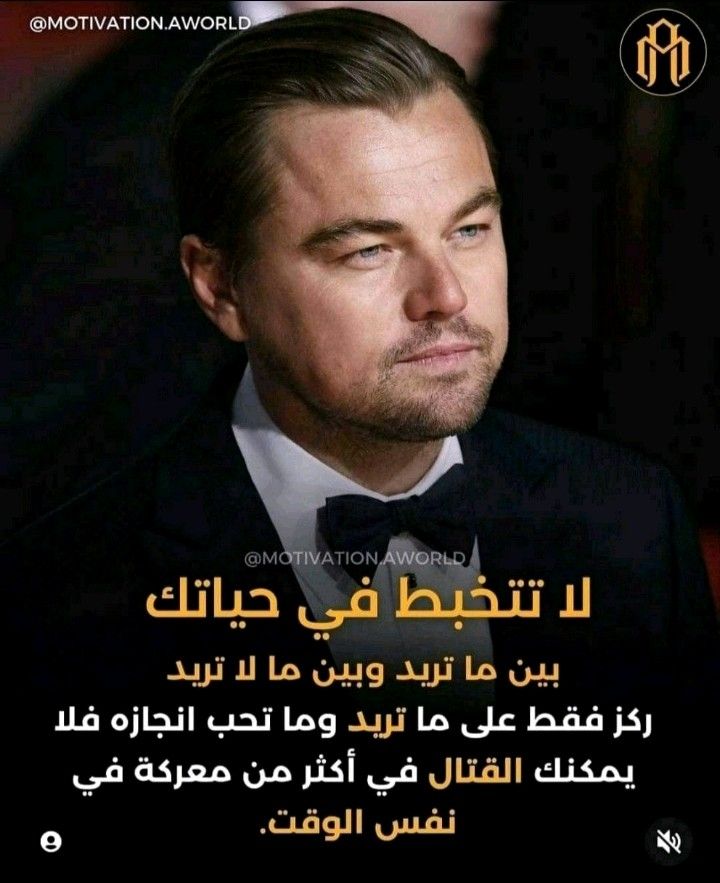 @MOTIVATION.AWORLD
@MOTIVATION.AWORLD
لا تتخبط في حياتك
بين ما تريد وبين ما لا تريد
ركز فقط على ما تريد وما تحب انجازه فلا
يمكنك القتال في أكثر من معركة في
نفس الوقت.